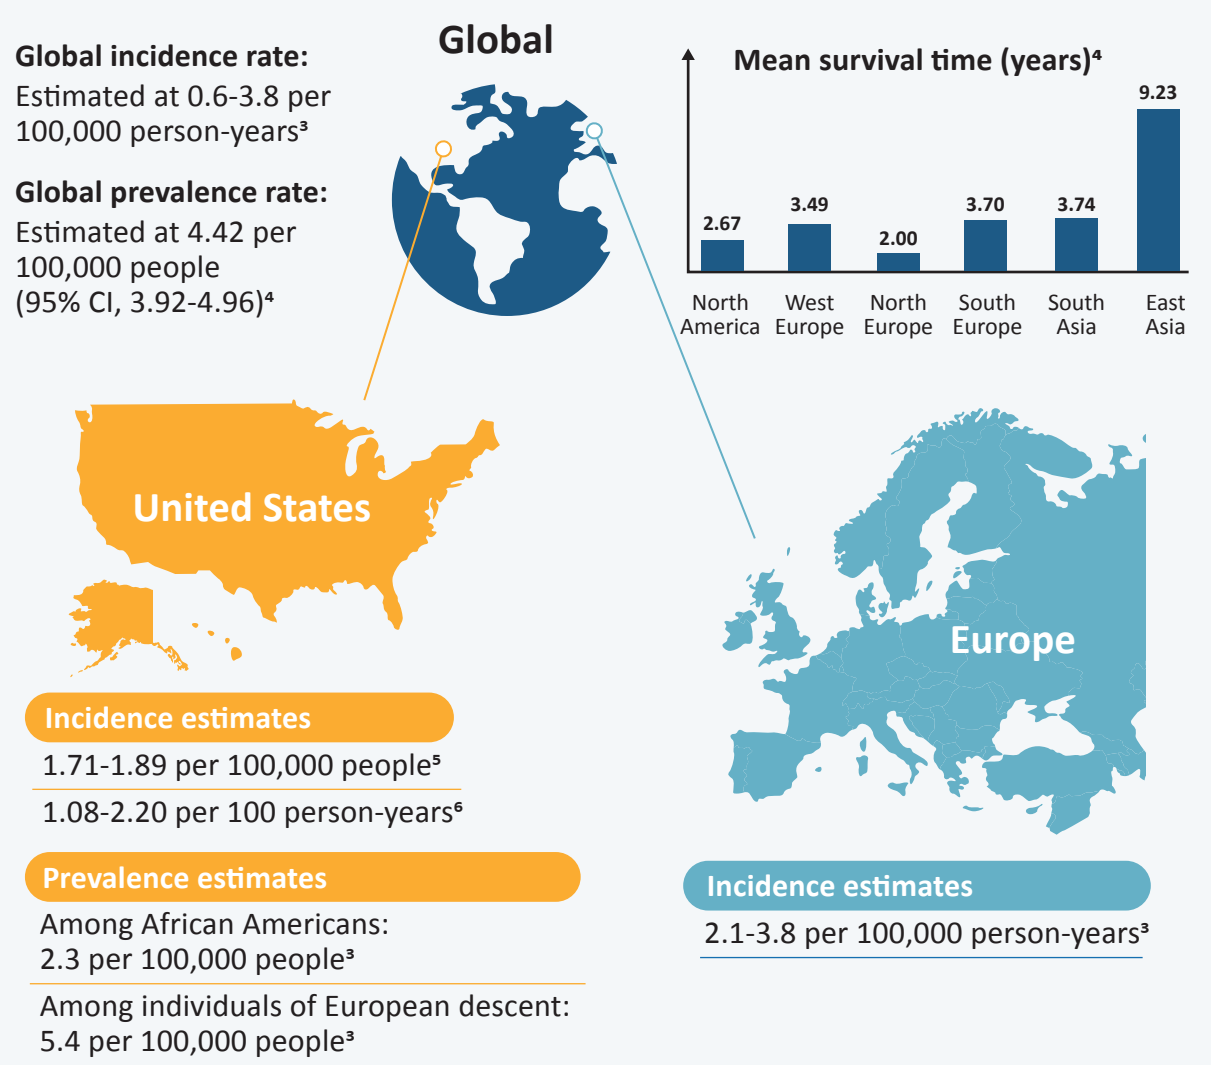 Global
Global incidence rate:
Estimated at 0.6-3.8 per
100,000 person-years³
Global prevalence rate:
Estimated at 4.42 per
100,000 people
(95% CI, 3.92-4.96)⁴
Mean survival time (years)⁴
2.67
3.49
2.00
3.70
3.74
9.23
North
America
West
Europe
North
Europe
South
Europe
South
Asia
East
Asia
United States
Incidence estimates
1.71-1.89 per 100,000 people⁵
1.08-2.20 per 100 person-years⁶
Prevalence estimates
Among African Americans:
2.3 per 100,000 people³
Among individuals of European descent:
5.4 per 100,000 people³
Europe
Incidence estimates
2.1-3.8 per 100,000 person-years³